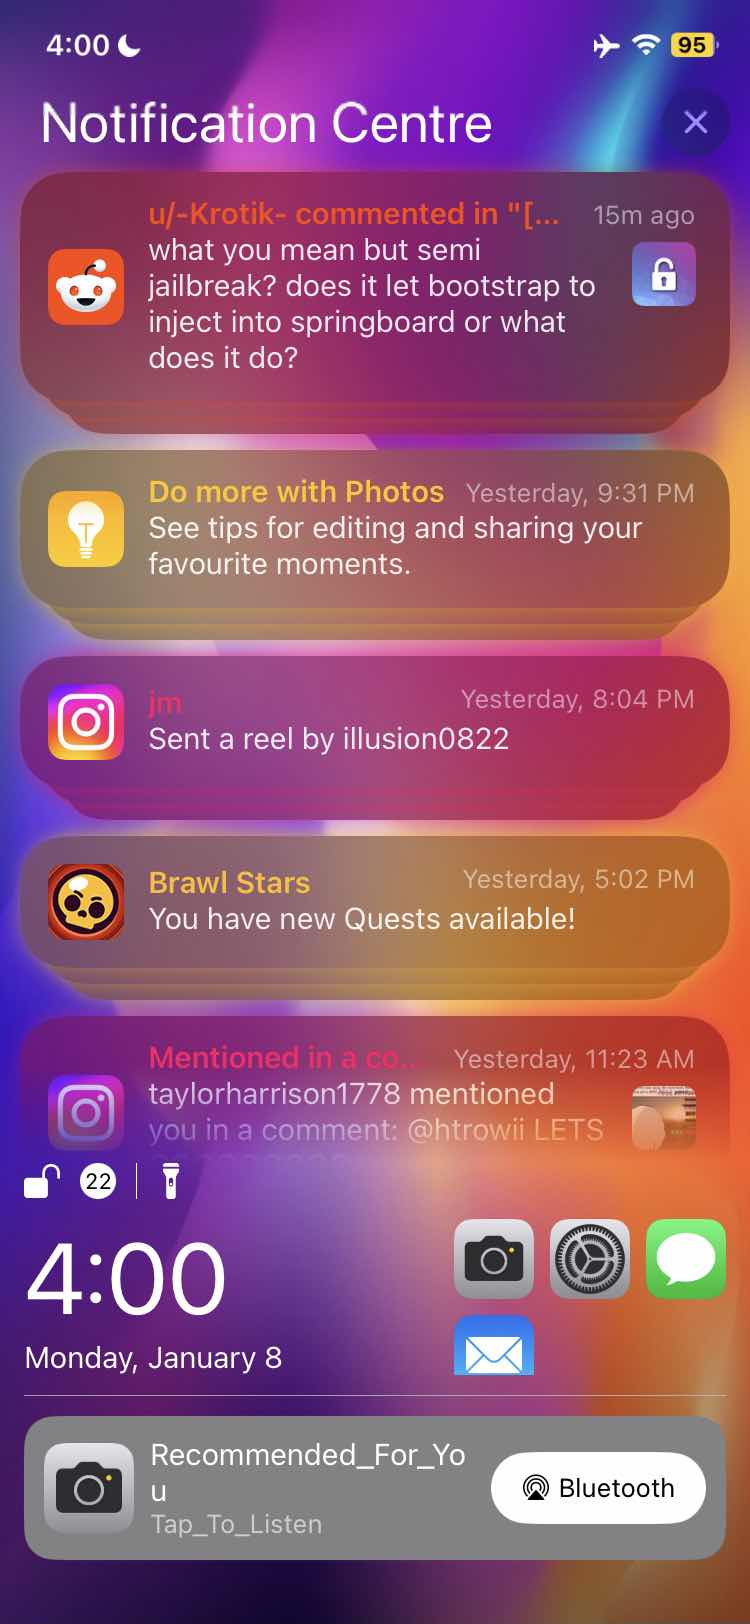 4:00
95
Notification Centre
u/-Krotik- commented in "[...
15m ago
what you mean but semi
jailbreak? does it let bootstrap to
inject into springboard or what
does it do?
Do more with Photos
Yesterday, 9:31 PM
See tips for editing and sharing your
favourite moments.
jm
Yesterday, 8:04 PM
Sent a reel by illusion0822
Brawl Stars
Yesterday, 5:02 PM
You have new Quests available!
Mentioned in a co...
Yesterday, 11:23 AM
taylorharrison1778 mentioned
you in a comment: @htrowii LETS
22
4:00
Monday, January 8
Recommended_For_Yo
u
Tap_To_Listen
Bluetooth